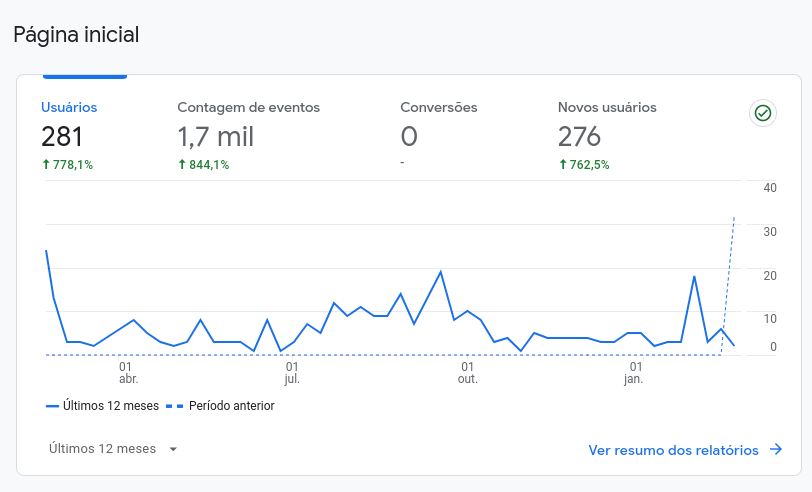 Página inicial
Usuários
281
↑ 778,1%
Contagem de eventos
1,7 mil
↑ 844,1%
Conversões
0
-
Novos usuários
276
↑ 762,5%
40
30
20
10
0
01
abr.
01
jul.
01
out.
01
jan.
Últimos 12 meses
Período anterior
Últimos 12 meses
Ver resumo dos relatórios